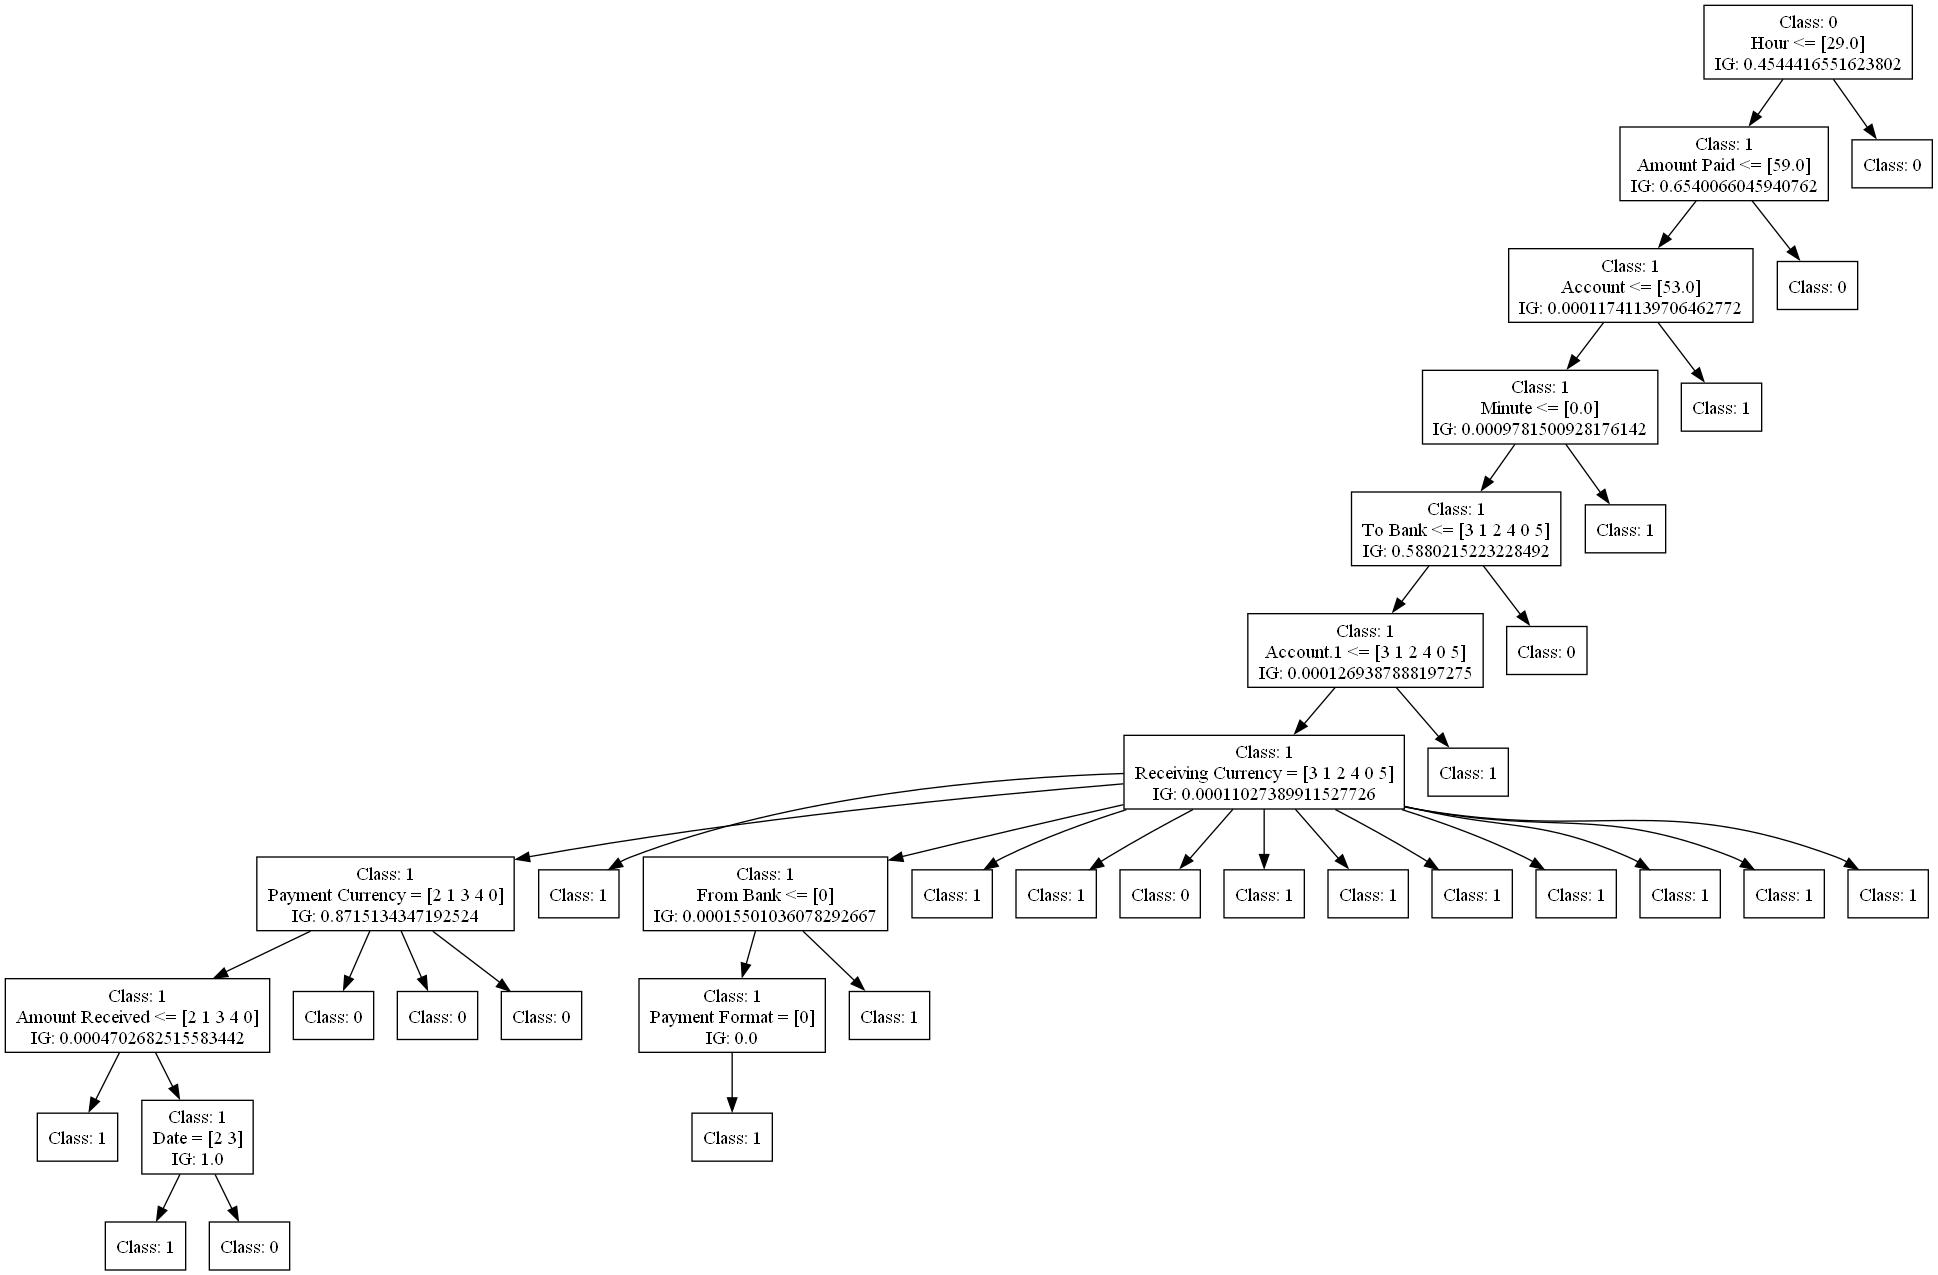 Class: 0
Hour <= [29.0]
IG: 0.4544416551623802
Class: 1
Amount Paid <= [59.0]
IG: 0.6540066045940762
Class: 0
Class: 1
Account <= [53.0]
IG: 0.00011741139706462772
Class: 0
Class: 1
Minute <= [0.0]
IG: 0.0009781500928176142
Class: 1
Class: 1
To Bank <= [3 1 2 4 0 5]
IG: 0.5880215223228492
Class: 1
Class: 1
Account.1 <= [3 1 2 4 0 5]
IG: 0.0001269387888197275
Class: 0
Class: 1
Receiving Currency = [3 1 2 4 0 5]
IG: 0.00011027389911527726
Class: 1
Class: 1
Payment Currency = [2 1 3 4 0]
IG: 0.8715134347192524
Class: 1
Class: 1
From Bank <= [0]
IG: 0.00015501036078292667
Class: 1
Class: 1
Class: 0
Class: 1
Class: 1
Class: 1
Class: 1
Class: 1
Class: 1
Class: 1
Class: 1
Amount Received <= [2 1 3 4 0]
IG: 0.0004702682515583442
Class: 0
Class: 0
Class: 0
Class: 1
Payment Format = [0]
IG: 0.0
Class: 1
Class: 1
Class: 1
Date = [2 3]
IG: 1.0
Class: 1
Class: 1
Class: 0